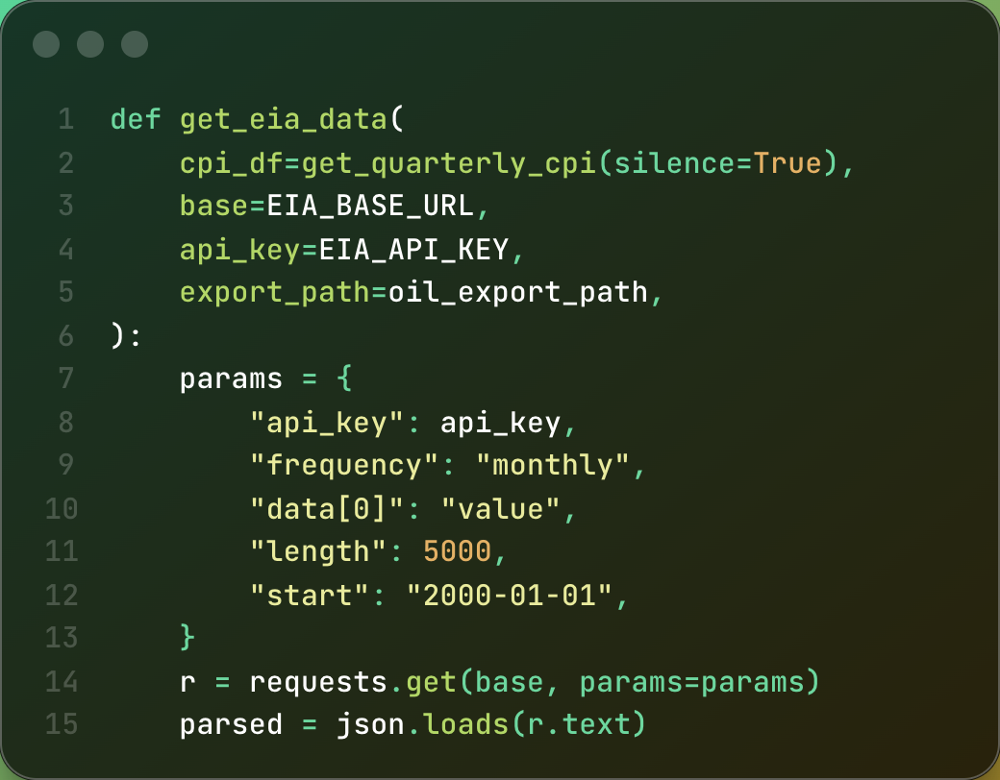 1 def get_eia_data(
2     cpi_df=get_quarterly_cpi(silence=True),
3     base=EIA_BASE_URL,
4     api_key=EIA_API_KEY,
5     export_path=oil_export_path,
6 ):
7     params = {
8         "api_key": api_key,
9         "frequency": "monthly",
10         "data[0]": "value",
11         "length": 5000,
12         "start": "2000-01-01",
13     }
14     r = requests.get(base, params=params)
15     parsed = json.loads(r.text)